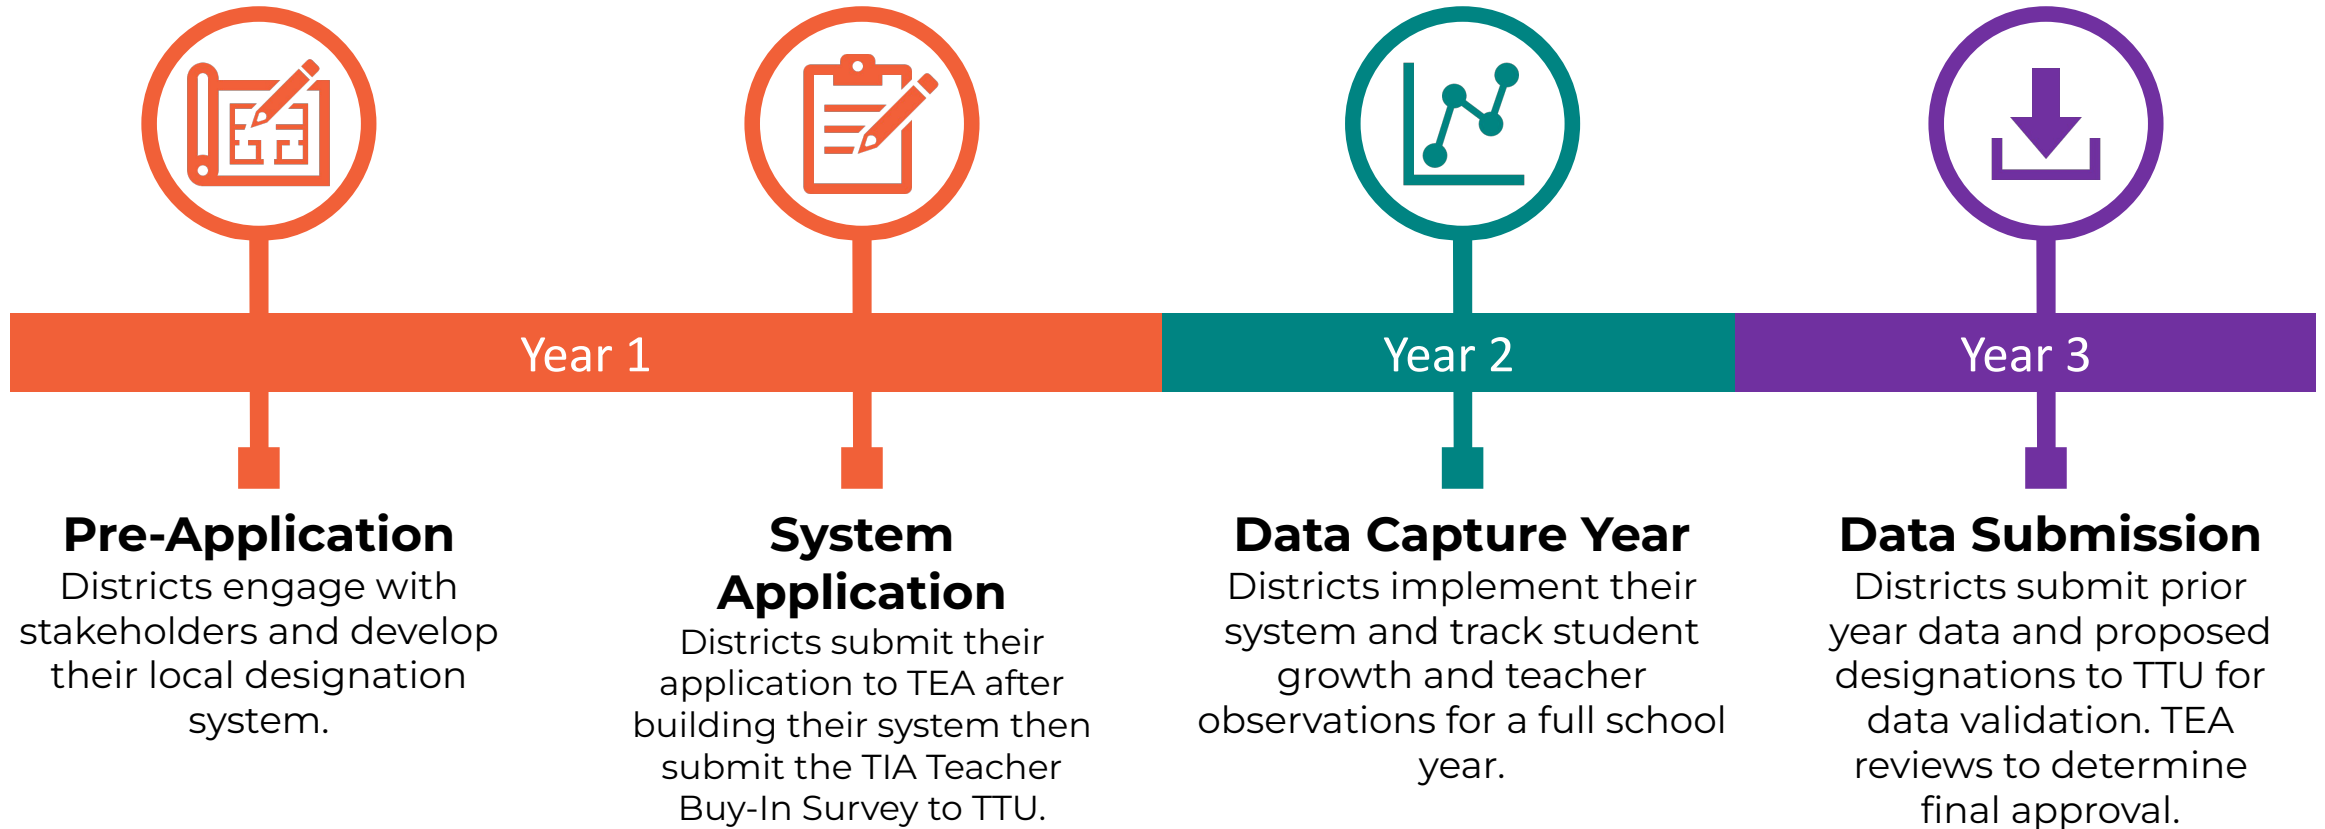 Year 1
Year 2
Year 3
Pre-Application
Districts engage with
stakeholders and develop
their local designation
system.
System
Application
Districts submit their
application to TEA after
building their system then
submit the TIA Teacher
Buy-In Survey to TTU.
Data Capture Year
Districts implement their
system and track student
growth and teacher
observations for a full school
year.
Data Submission
Districts submit prior
year data and proposed
designations to TTU for
data validation. TEA
reviews to determine
final approval.